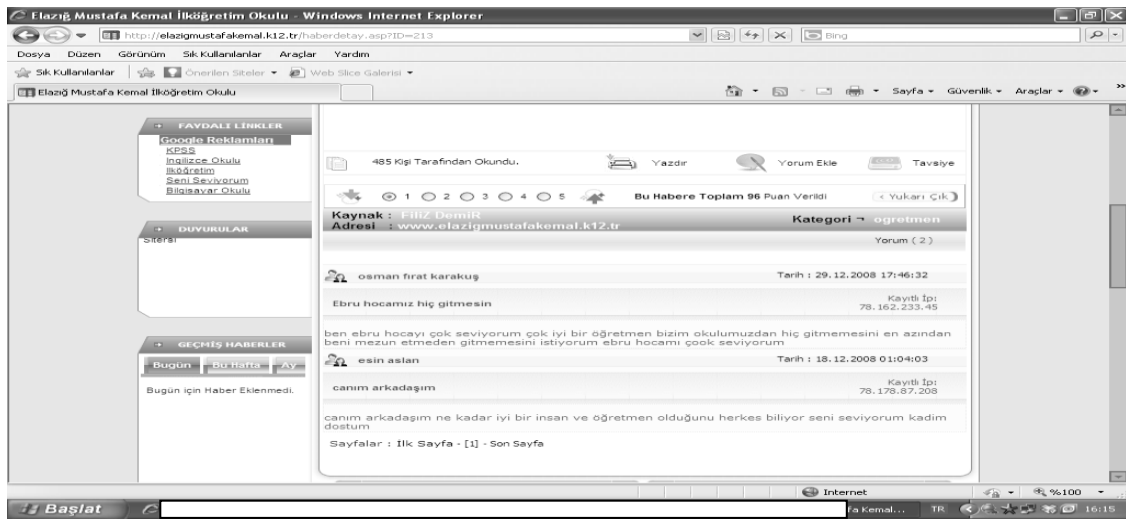 Elazığ Mustafa Kemal İlköğretim Okulu - Windows Internet Explorer
http://elazigmustafakemal.k12.tr/haberdetay.asp?ID=213
Bing
Dosya Düzen Görünüm Sık Kullanılanlar Araçlar Yardım
Sık Kullanılanlar Önerilen Siteler Web Slice Galerisi
Elazığ Mustafa Kemal İlköğretim Okulu
Sayfa Güvenlik Araçlar
FAYDALI LİNKLER
Google Reklamları
KPSS
İngilizce Okulu
İlköğretim
Seni Seviyorum
Bilgisayar Okulu
DUYURULAR
Sitersi
GEÇMİŞ HABERLER
Bugün Bu Hafta Ay
Bugün için Haber Eklenmedi.
485 Kişi Tarafından Okundu. Yazdır Yorum Ekle Tavsiye
1 2 3 4 5 Bu Habere Toplam 96 Puan Verildi < Yukarı Çık
Kaynak : FiliZ DemiR
Adresi : www.elazigmustafakemal.k12.tr
Kategori ¬ ogretmen
Yorum ( 2 )
osman fırat karakuş Tarih : 29.12.2008 17:46:32
Ebru hocamız hiç gitmesin
Kayıtlı İp:
78.162.233.45
ben ebru hocayı çok seviyorum çok iyi bir öğretmen bizim okulumuzdan hiç gitmemesini en azından
beni mezun etmeden gitmemesini istiyorum ebru hocamı çook seviyorum
esin aslan Tarih : 18.12.2008 01:04:03
canım arkadaşım
Kayıtlı İp:
78.178.87.208
canım arkadaşım ne kadar iyi bir insan ve öğretmen olduğunu herkes biliyor seni seviyorum kadim
dostum
Sayfalar : İlk Sayfa - [1] - Son Sayfa
Internet %100
Başlat fa Kemal... TR 16:15